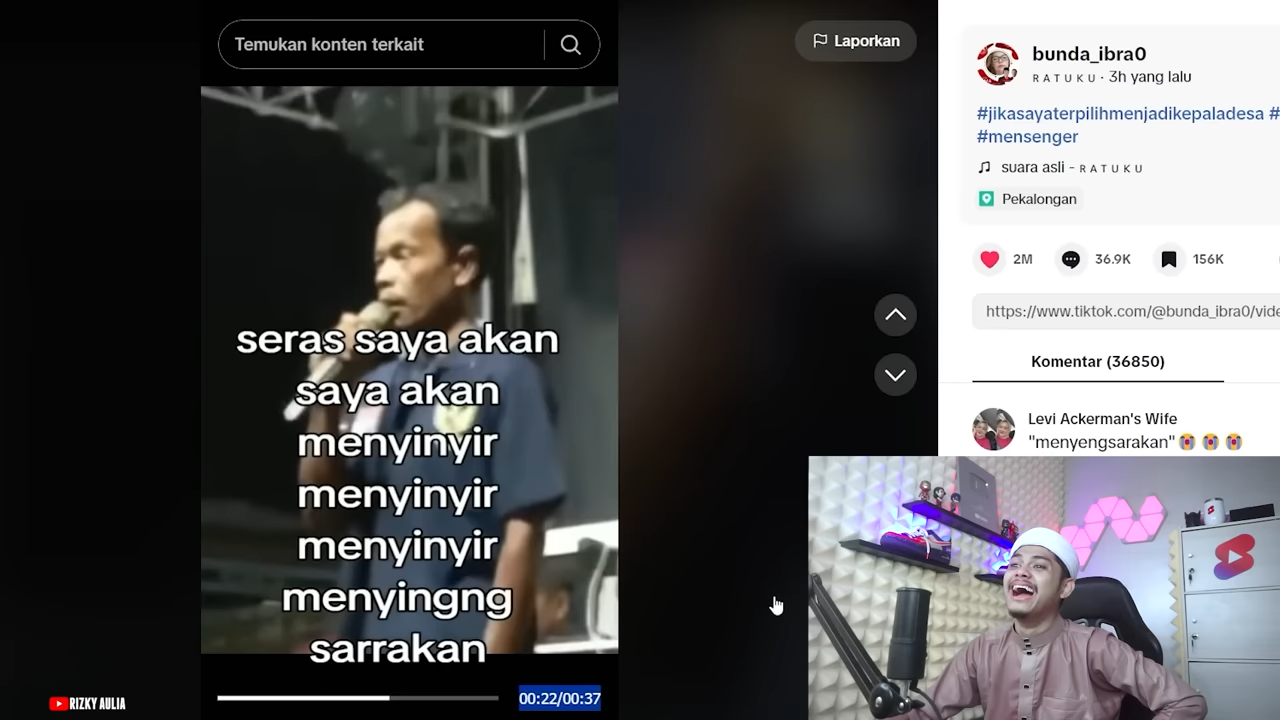 Temukan konten terkait
Laporkan
seras saya akan
saya akan
menyinyir
menyinyir
menyinyir
menyingng
sarrakan
00:22/00:37
RIZKY AULIA
bunda_ibra0
RATUKU · 3h yang lalu
#jikasayaterpilihmenjadikepaladesa #
#mensenger
suara asli - RATUKU
Pekalongan
2M 36.9K 156K
https://www.tiktok.com/@bunda_ibra0/vide
Komentar (36850)
Levi Ackerman's Wife
"menyengsarakan"😭 😭 😭